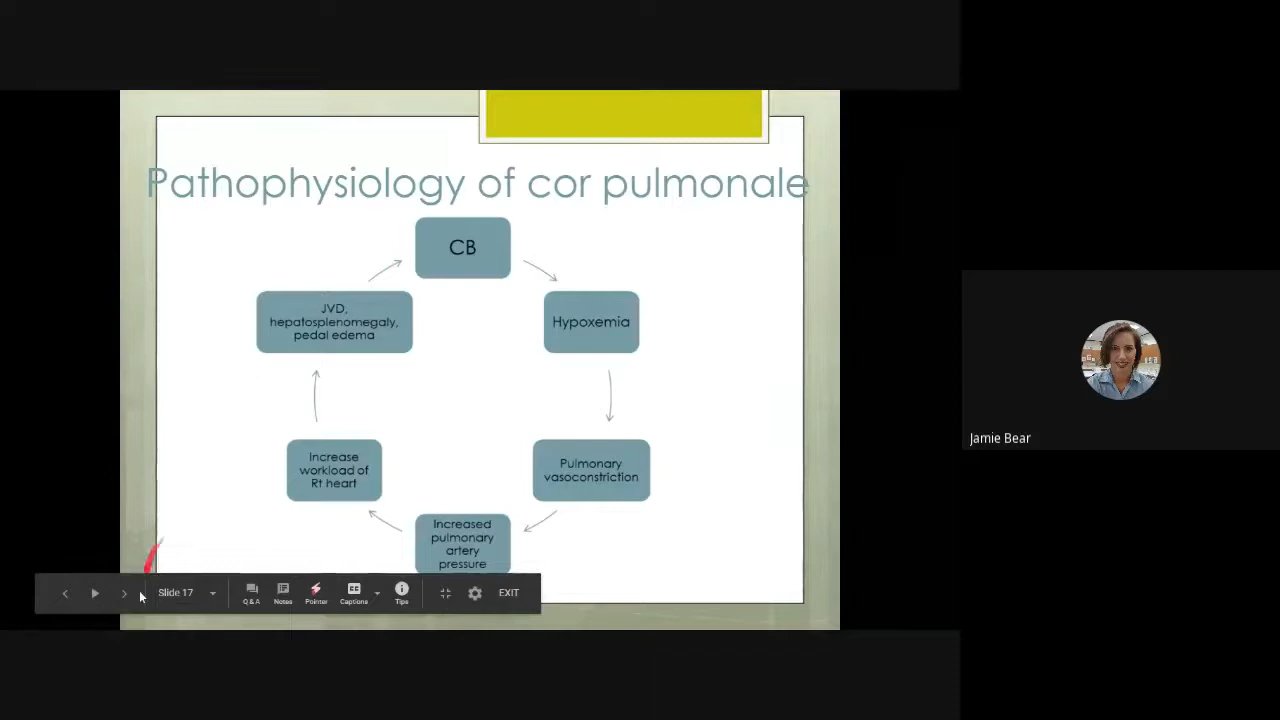 Pathophysiology of cor pulmonale
CB
Hypoxemia
Pulmonary
vasoconstriction
Increased
pulmonary
artery
pressure
Increase
workload of
Rt heart
JVD,
hepatosplenomegaly,
pedal edema
Jamie Bear
Slide 17
Q & A
Notes
Pointer
Captions
Tips
EXIT